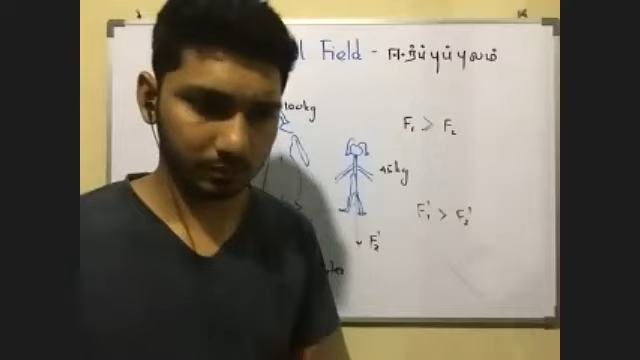 Field - ஈர்ப்புப் புலம்
100kg
F₁ > F₂
45kg
F₁' > F₂'
F₂'